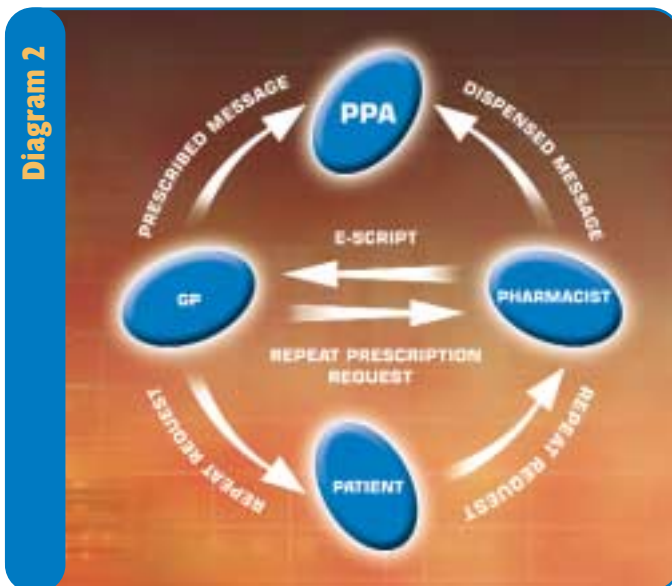 Diagram 2
PPA
PRESCRIBED MESSAGE
DISPENSED MESSAGE
E-SCRIPT
GP
PHARMACIST
REPEAT PRESCRIPTION
REQUEST
REPEAT REQUEST
PATIENT
REPEAT REQUEST